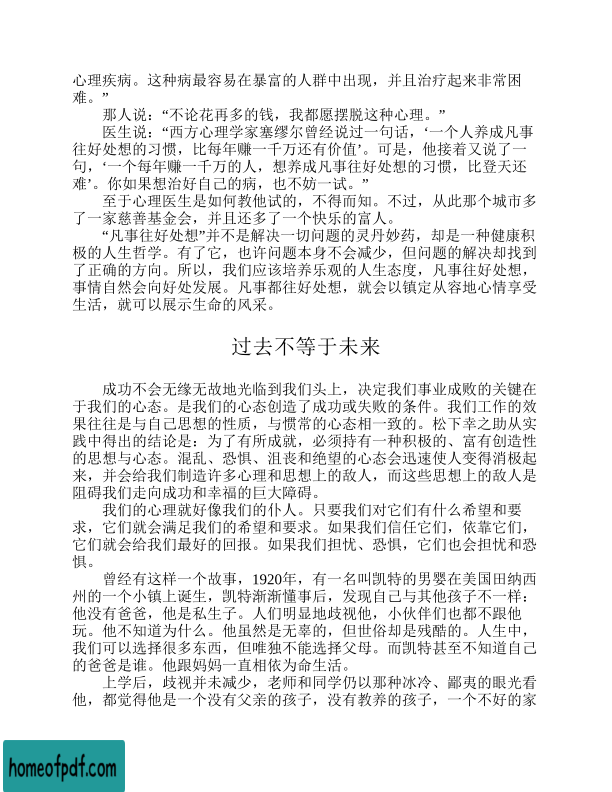 心理疾病。这种病最容易在暴富的人群中出现，并且治疗起来非常困
难。”
那人说：“不论花再多的钱，我都愿摆脱这种心理。”
医生说：“西方心理学家塞缪尔曾经说过一句话，‘一个人养成凡事
往好处想的习惯，比每年赚一千万还有价值’。可是，他接着又说了一
句，‘一个每年赚一千万的人，想养成凡事往好处想的习惯，比登天还
难’。你如果想治好自己的病，也不妨一试。”
至于心理医生是如何教他试的，不得而知。不过，从此那个城市多
了一家慈善基金会，并且还多了一个快乐的富人。
“凡事往好处想”并不是解决一切问题的灵丹妙药，却是一种健康积
极的人生哲学。有了它，也许问题本身不会减少，但问题的解决却找到
了正确的方向。所以，我们应该培养乐观的人生态度，凡事往好处想，
事情自然会向好处发展。凡事都往好处想，就会以镇定从容地心情享受
生活，就可以展示生命的风采。
过去不等于未来
成功不会无缘无故地光临到我们头上，决定我们事业成败的关键在
于我们的心态。是我们的心态创造了成功或失败的条件。我们工作的效
果往往是与自己思想的性质，与惯常的心态相一致的。松下幸之助从实
践中得出的结论是：为了有所成就，必须持有一种积极的、富有创造性
的思想与心态。混乱、恐惧、沮丧和绝望的心态会迅速使人变得消极起
来，并会给我们制造许多心理和思想上的敌人，而这些思想上的敌人是
阻碍我们走向成功和幸福的巨大障碍。
我们的心理就好像我们的仆人。只要我们对它们有什么希望和要
求，它们就会满足我们的希望和要求。如果我们信任它们，依靠它们，
它们就会给我们最好的回报。如果我们担忧、恐惧，它们也会担忧和恐
惧。
曾经有这样一个故事，1920年，有一名叫凯特的男婴在美国田纳西
州的一个小镇上诞生，凯特渐渐懂事后，发现自己与其他孩子不一样：
他没有爸爸，他是私生子。人们明显地歧视他，小伙伴们也都不跟他
玩。他不知道为什么。他虽然是无辜的，但世俗却是残酷的。人生中，
我们可以选择很多东西，但唯独不能选择父母。而凯特甚至不知道自己
的爸爸是谁。他跟妈妈一直相依为命生活。
上学后，歧视并未减少，老师和同学仍以那种冰冷、鄙夷的眼光看
他，都觉得他是一个没有父亲的孩子，没有教养的孩子，一个不好的家
homeofpdf.com